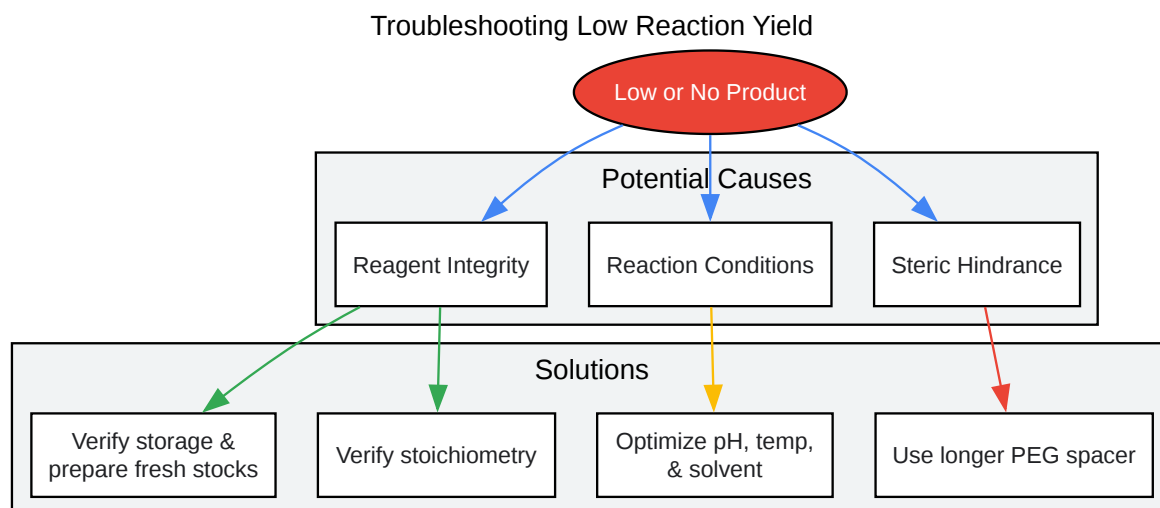 Troubleshooting Low Reaction Yield
Low or No Product
Potential Causes
Reagent Integrity
Reaction Conditions
Steric Hindrance
Solutions
Verify storage &
prepare fresh stocks
Verify stoichiometry
Optimize pH, temp,
& solvent
Use longer PEG spacer